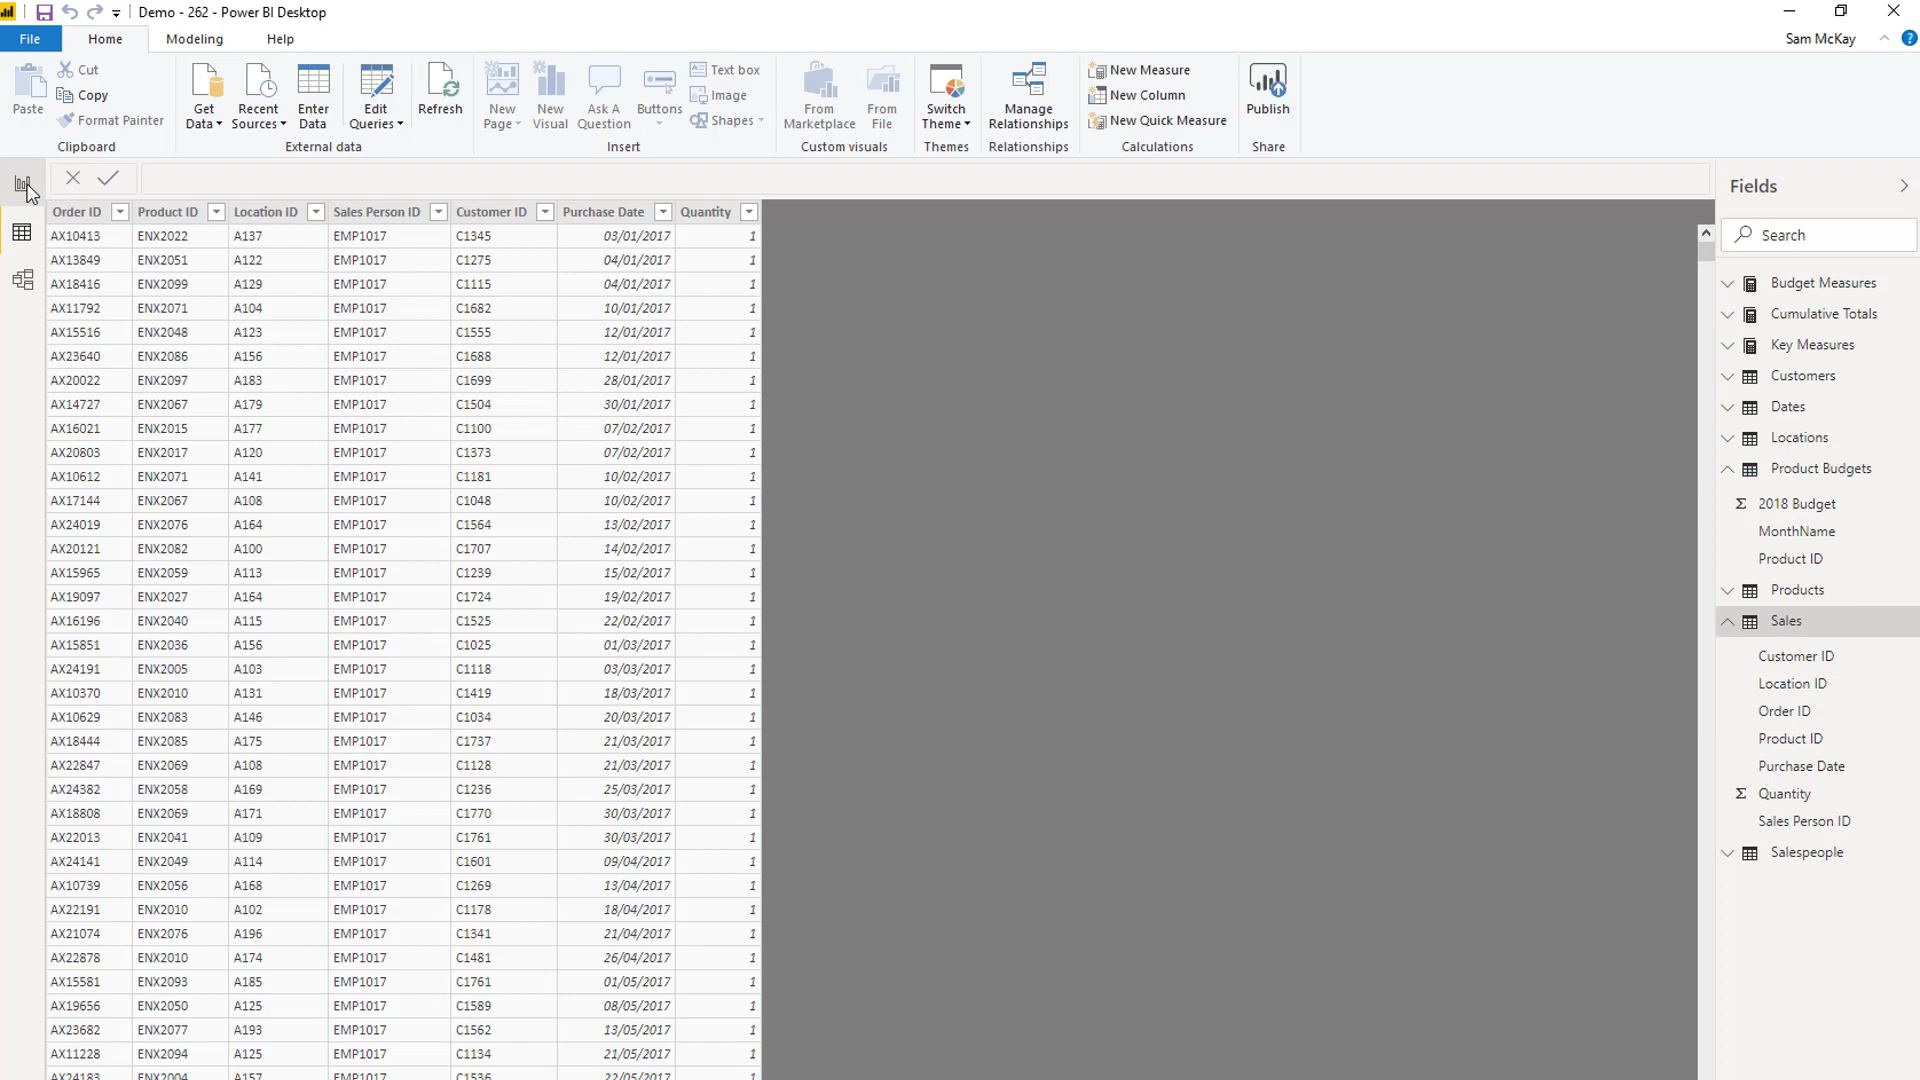 Demo - 262 - Power BI Desktop
File Home Modeling Help Sam McKay
Paste
Cut
Copy
Format Painter
Clipboard
Get Data
Recent Sources
Enter Data
Edit Queries
Refresh
External data
New Page
New Visual
Ask A Question
Buttons
Text box
Image
Shapes
Insert
From Marketplace
From File
Custom visuals
Switch Theme
Themes
Manage Relationships
Relationships
New Measure
New Column
New Quick Measure
Calculations
Publish
Share
Order ID Product ID Location ID Sales Person ID Customer ID Purchase Date Quantity
AX10413 ENX2022 A137 EMP1017 C1345 03/01/2017 1
AX13849 ENX2051 A122 EMP1017 C1275 04/01/2017 1
AX18416 ENX2099 A129 EMP1017 C1115 04/01/2017 1
AX11792 ENX2071 A104 EMP1017 C1682 10/01/2017 1
AX15516 ENX2048 A123 EMP1017 C1555 12/01/2017 1
AX23640 ENX2086 A156 EMP1017 C1688 12/01/2017 1
AX20022 ENX2097 A183 EMP1017 C1699 28/01/2017 1
AX14727 ENX2067 A179 EMP1017 C1504 30/01/2017 1
AX16021 ENX2015 A177 EMP1017 C1100 07/02/2017 1
AX20803 ENX2017 A120 EMP1017 C1373 07/02/2017 1
AX10612 ENX2071 A141 EMP1017 C1181 10/02/2017 1
AX17144 ENX2067 A108 EMP1017 C1048 10/02/2017 1
AX24019 ENX2076 A164 EMP1017 C1564 13/02/2017 1
AX20121 ENX2082 A100 EMP1017 C1707 14/02/2017 1
AX15965 ENX2059 A113 EMP1017 C1239 15/02/2017 1
AX19097 ENX2027 A164 EMP1017 C1724 19/02/2017 1
AX16196 ENX2040 A115 EMP1017 C1525 22/02/2017 1
AX15851 ENX2036 A156 EMP1017 C1025 01/03/2017 1
AX24191 ENX2005 A103 EMP1017 C1118 03/03/2017 1
AX10370 ENX2010 A131 EMP1017 C1419 18/03/2017 1
AX10629 ENX2083 A146 EMP1017 C1034 20/03/2017 1
AX18444 ENX2085 A175 EMP1017 C1737 21/03/2017 1
AX22847 ENX2069 A108 EMP1017 C1128 21/03/2017 1
AX24382 ENX2058 A169 EMP1017 C1236 25/03/2017 1
AX18808 ENX2069 A171 EMP1017 C1770 30/03/2017 1
AX22013 ENX2041 A109 EMP1017 C1761 30/03/2017 1
AX24141 ENX2049 A114 EMP1017 C1601 09/04/2017 1
AX10739 ENX2056 A168 EMP1017 C1269 13/04/2017 1
AX22191 ENX2010 A102 EMP1017 C1178 18/04/2017 1
AX21074 ENX2076 A196 EMP1017 C1341 21/04/2017 1
AX22878 ENX2010 A174 EMP1017 C1481 26/04/2017 1
AX15581 ENX2093 A185 EMP1017 C1761 01/05/2017 1
AX19656 ENX2050 A125 EMP1017 C1589 08/05/2017 1
AX23682 ENX2077 A193 EMP1017 C1562 13/05/2017 1
AX11228 ENX2094 A125 EMP1017 C1134 21/05/2017 1
AX24183 ENX2004 A157 EMP1017 C1536 22/05/2017 1
Fields
Search
Budget Measures
Cumulative Totals
Key Measures
Customers
Dates
Locations
Product Budgets
Σ 2018 Budget
MonthName
Product ID
Products
Sales
Customer ID
Location ID
Order ID
Product ID
Purchase Date
Σ Quantity
Sales Person ID
Salespeople